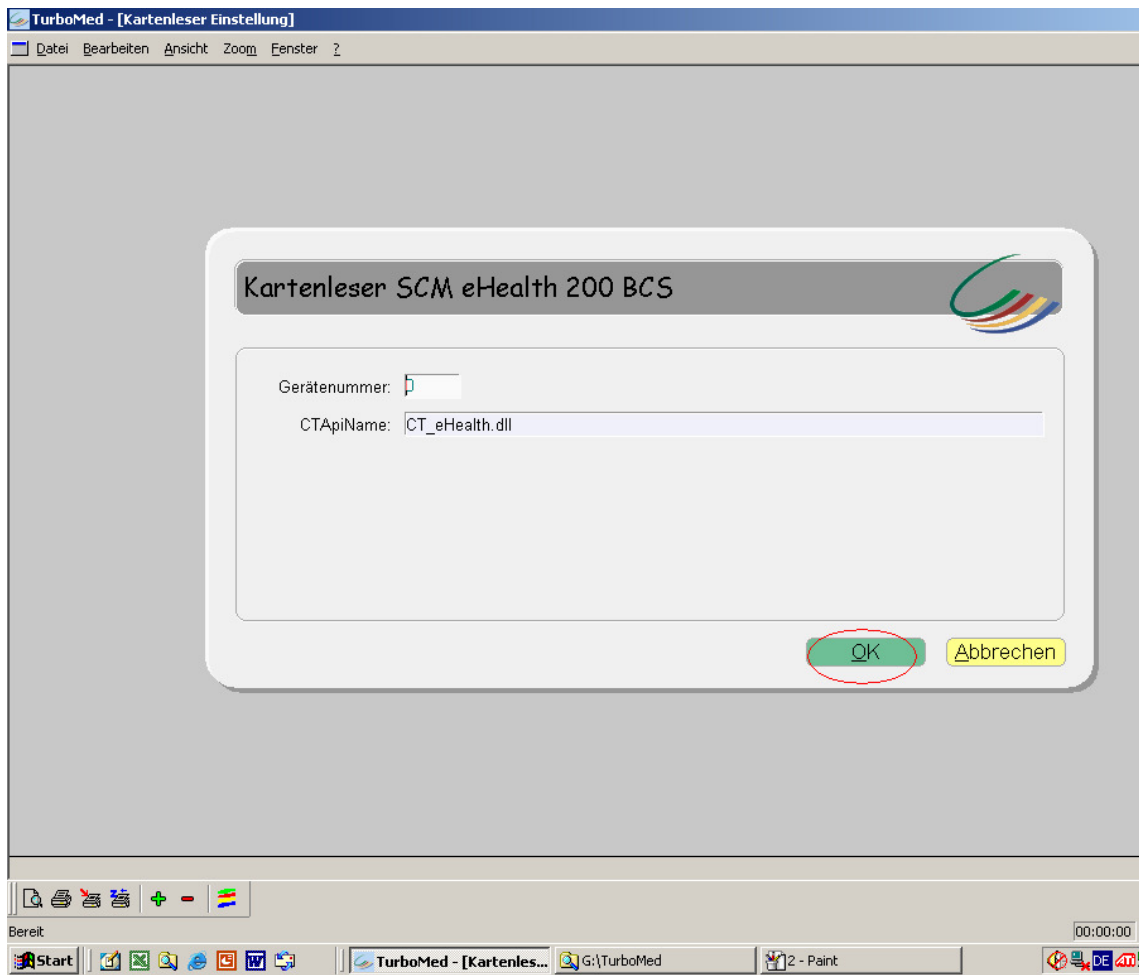 TurboMed - [Kartenleser Einstellung]
Datei Bearbeiten Ansicht Zoom Fenster ?
Kartenleser SCM eHealth 200 BCS
Gerätenummer:
CTApiName: CT_eHealth.dll
OK Abbrechen
Bereit 00:00:00
Start TurboMed - [Kartenles... G:\TurboMed 2 - Paint DE